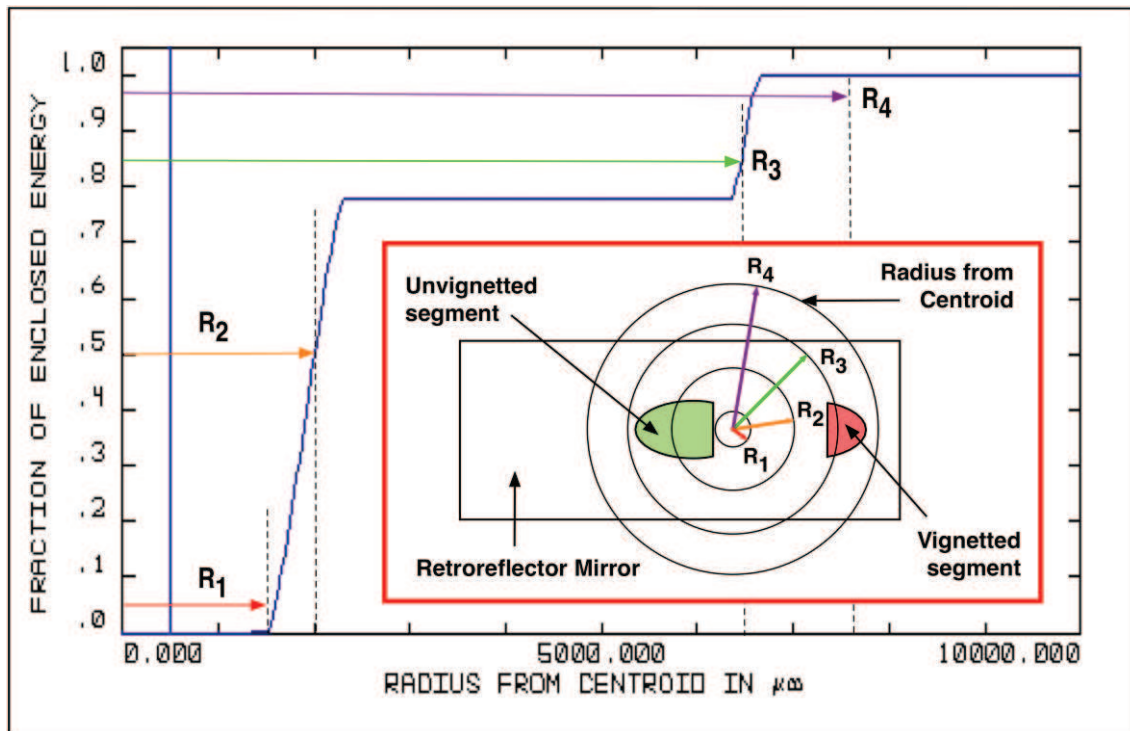 FRACTION OF ENCLOSED ENERGY
1.0
.9
.8
.7
.6
.5
.4
.3
.2
.1
.0
R4
R3
R2
R1
Unvignetted
segment
R4
Radius from
Centroid
R3
R2
R1
Retroreflector Mirror
Vignetted
segment
0.000
5000.000
10000.000
RADIUS FROM CENTROID IN